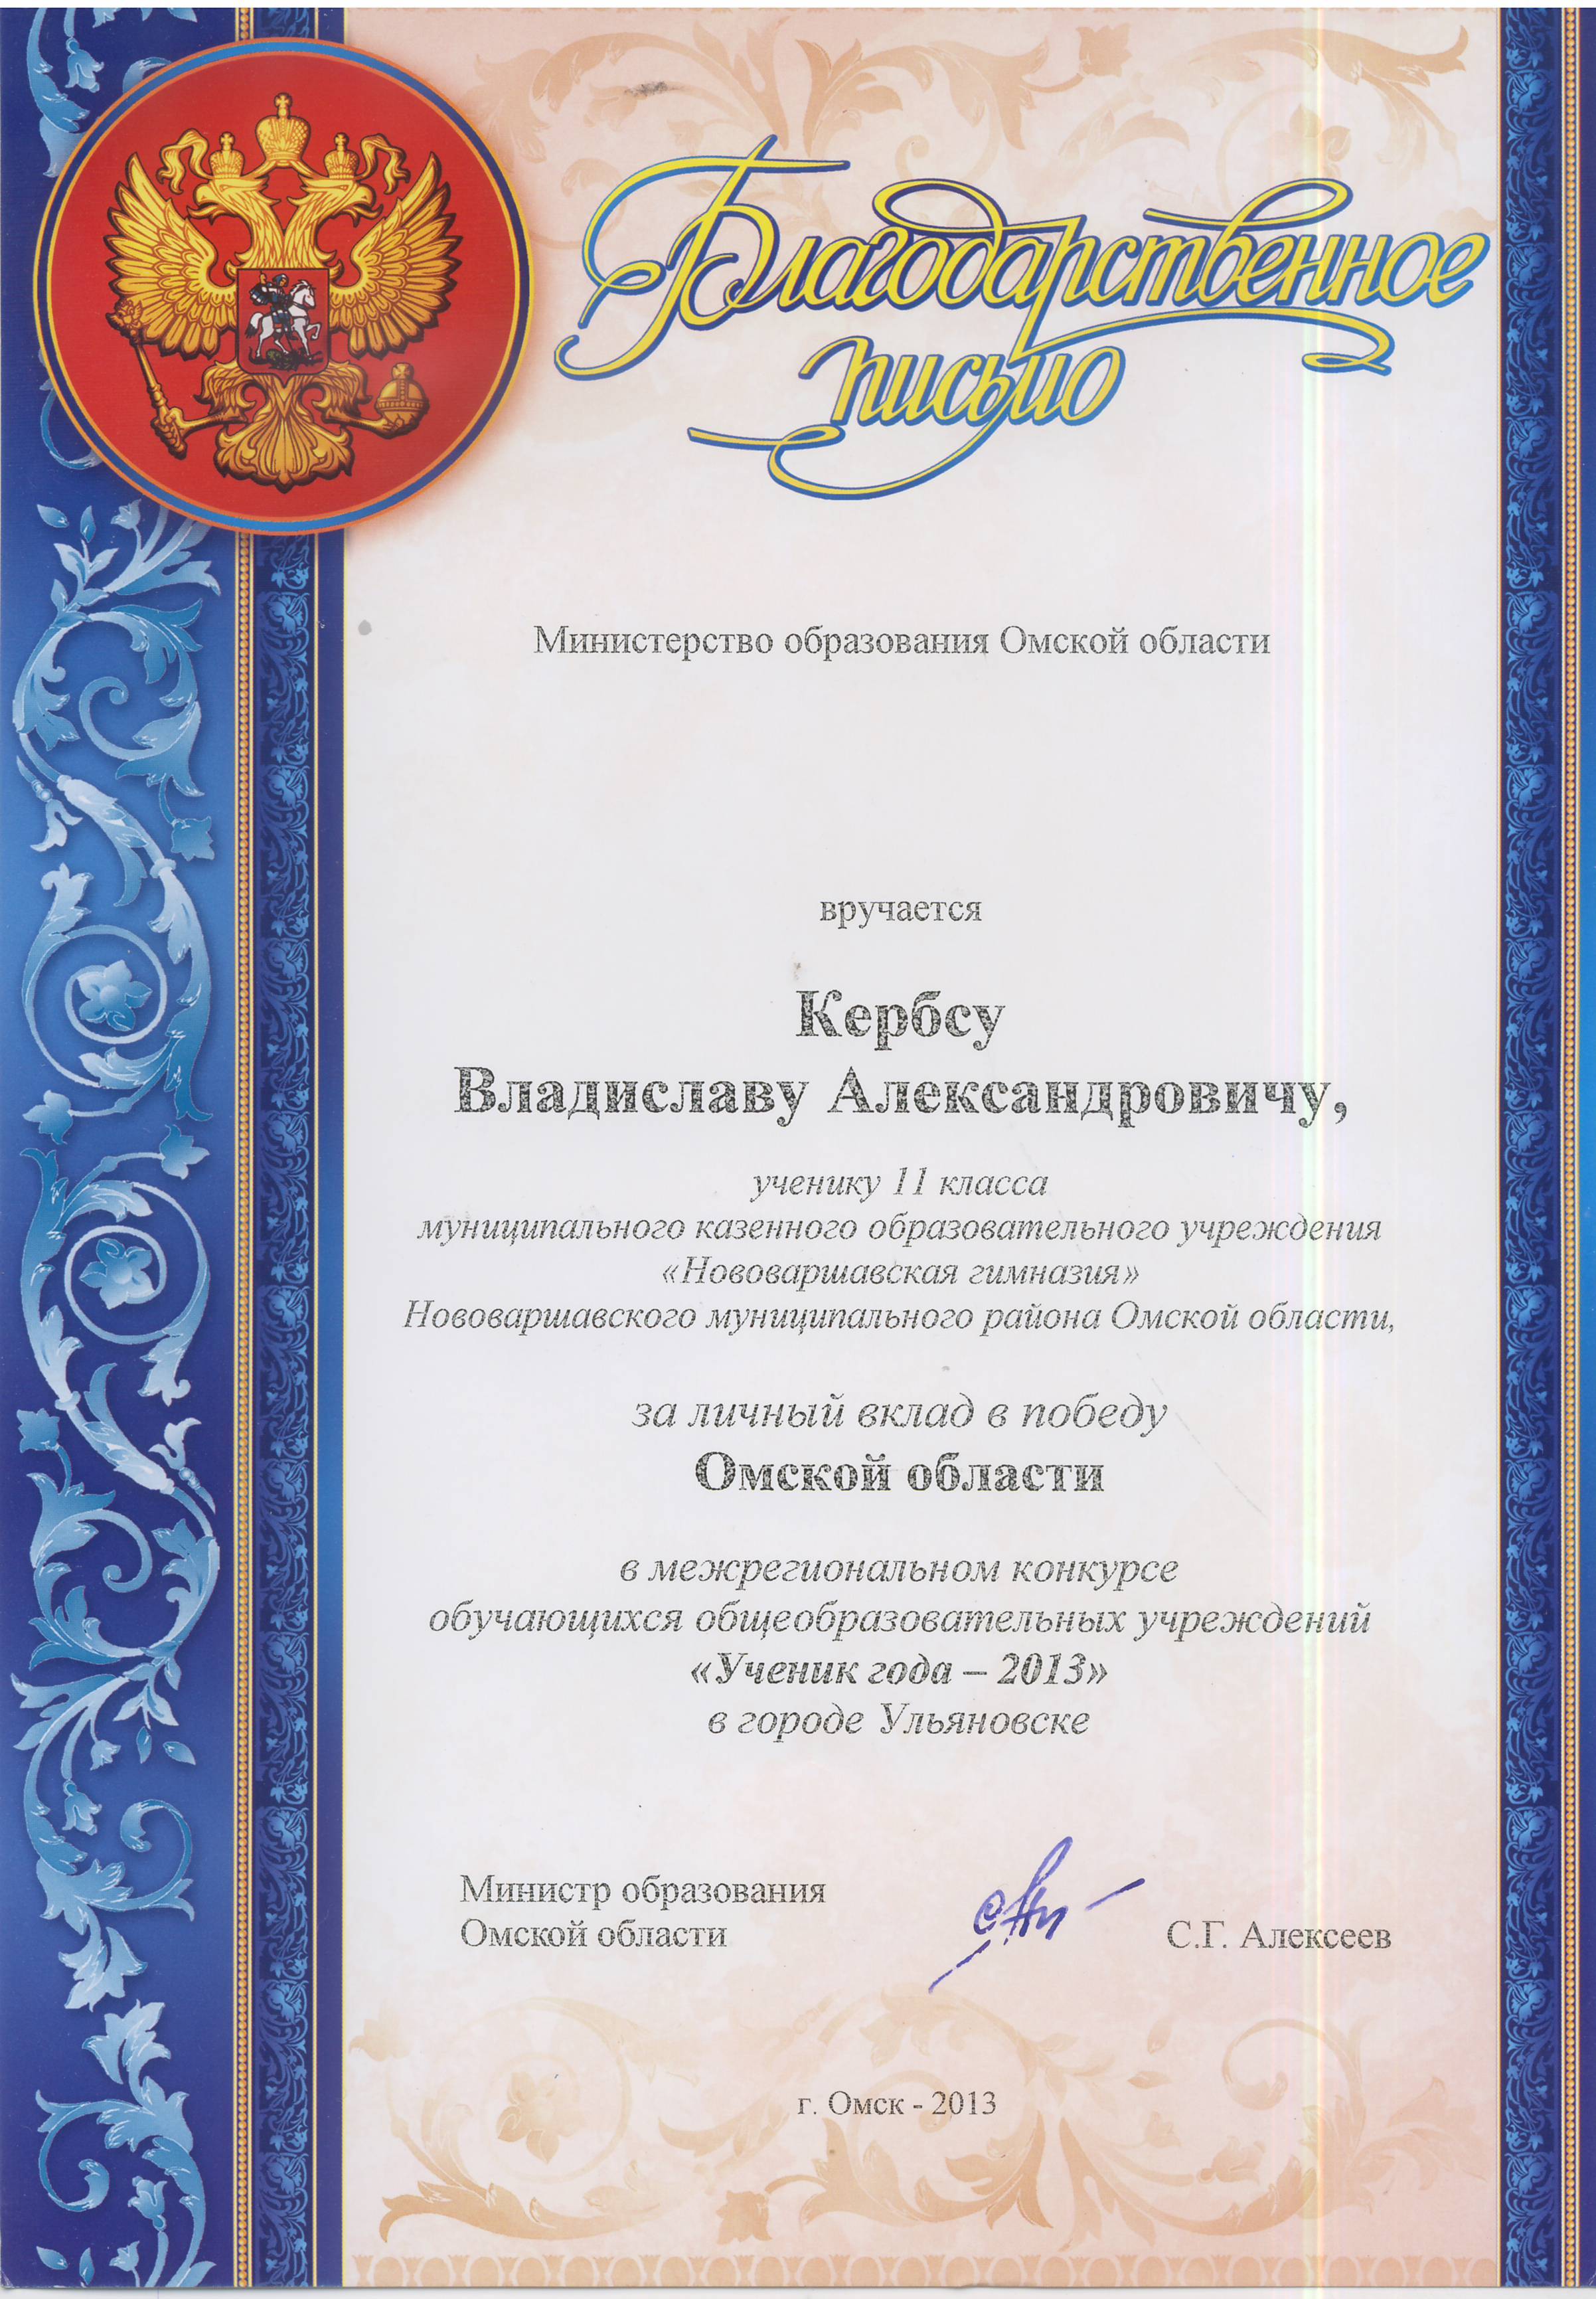 Благодарственное
письмо
Министерство образования Омской области
вручается
Кербсу
Владиславу Александровичу,
ученику 11 класса
муниципального казенного образовательного учреждения
«Нововаршавская гимназия»
Нововаршавского муниципального района Омской области,
за личный вклад в победу
Омской области
в межрегиональном конкурсе
обучающихся общеобразовательных учреждений
«Ученик года – 2013»
в городе Ульяновске
Министр образования
Омской области
С.Г. Алексеев
г. Омск - 2013